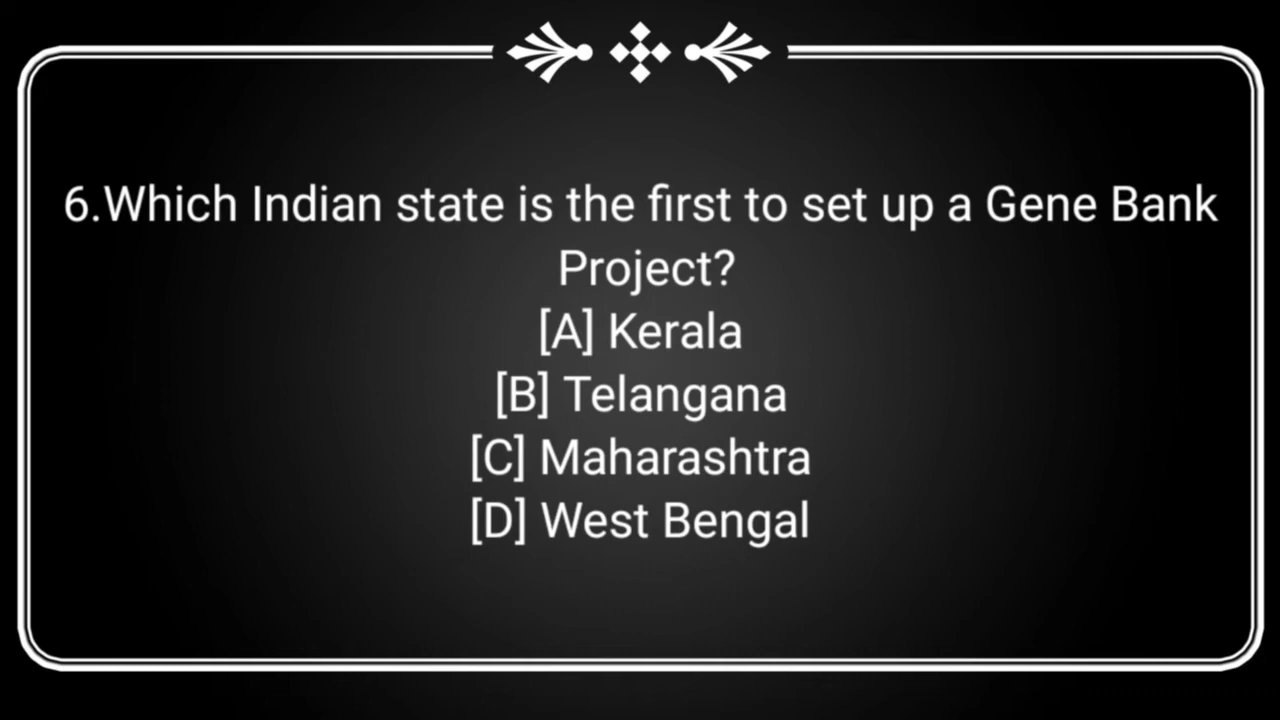 6.Which Indian state is the first to set up a Gene Bank
Project?
[A] Kerala
[B] Telangana
[C] Maharashtra
[D] West Bengal